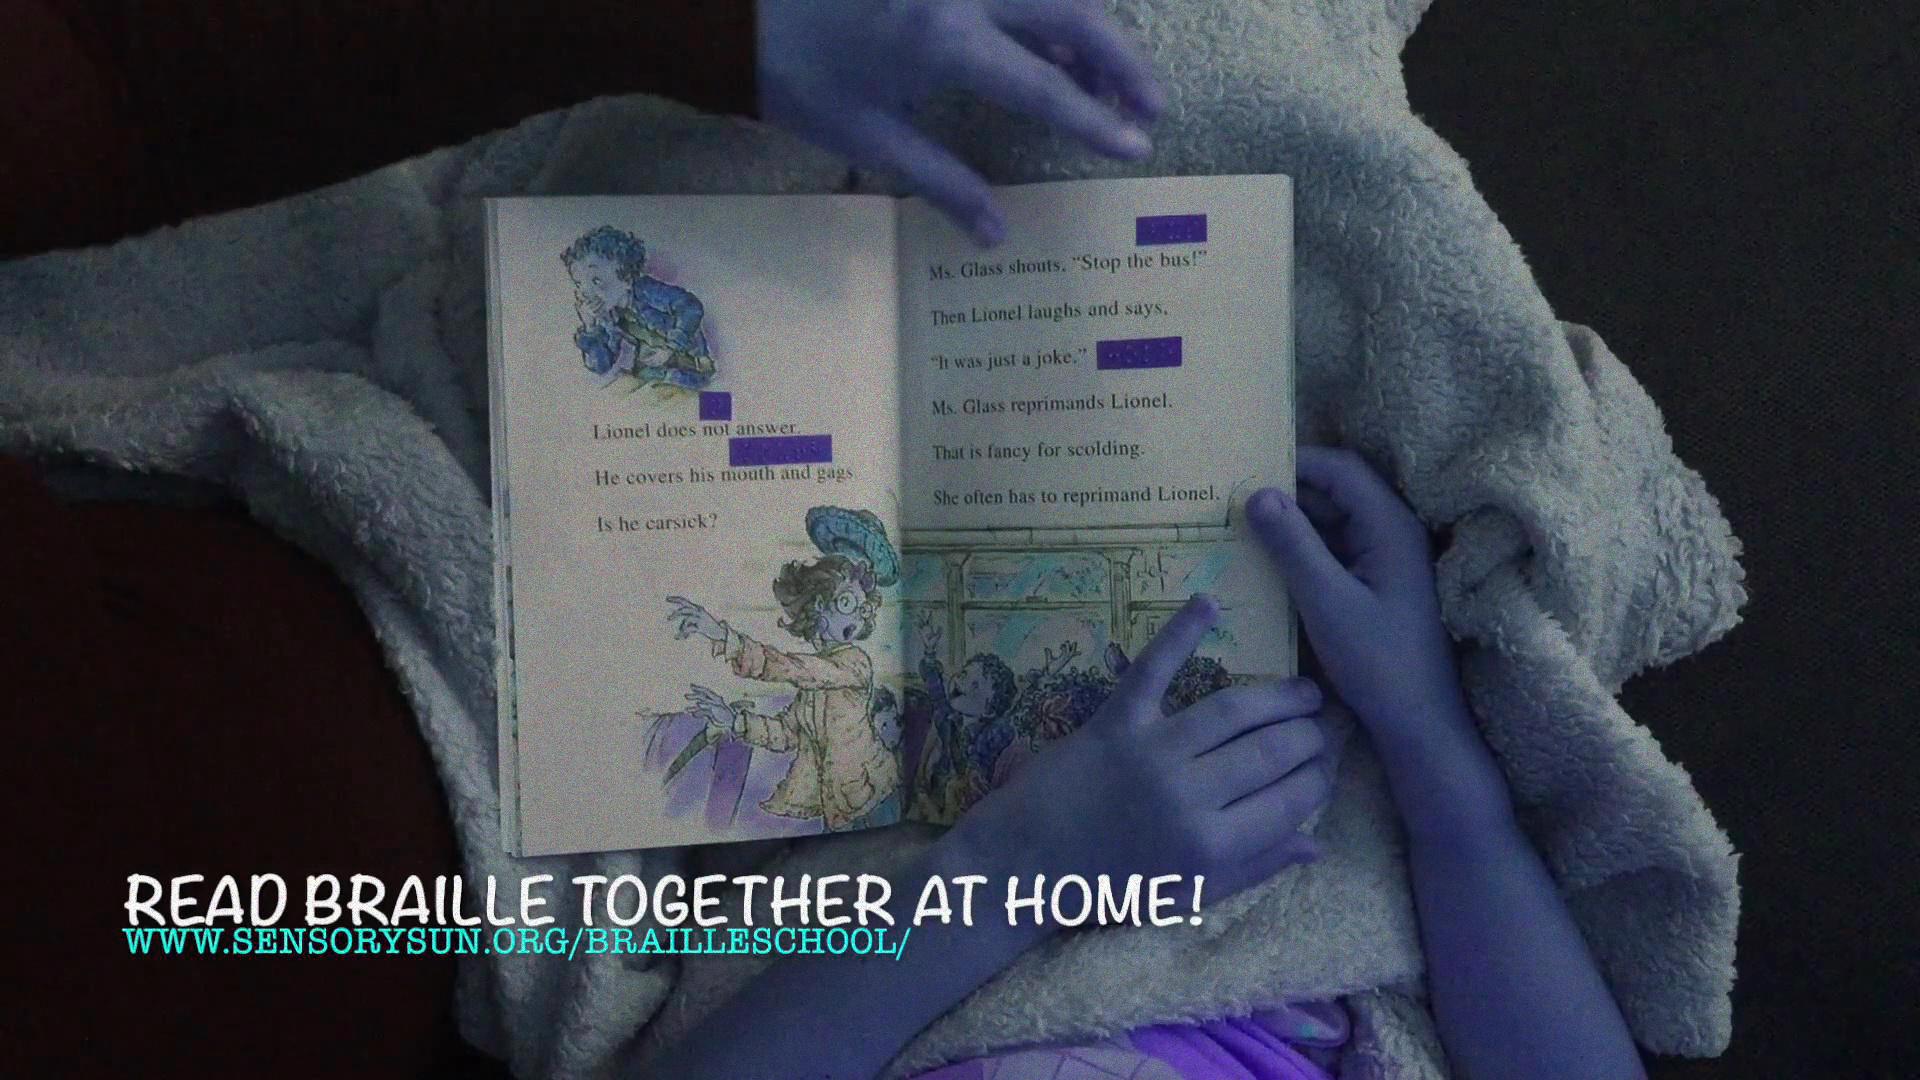 Lionel does not answer.
He covers his mouth and gags
Is he carsick?
Ms. Glass shouts, “Stop the bus!”
Then Lionel laughs and says,
“It was just a joke.”
Ms. Glass reprimands Lionel.
That is fancy for scolding.
She often has to reprimand Lionel.
READ BRAILLE TOGETHER AT HOME!
WWW.SENSORYSUN.ORG/BRAILLESCHOOL/